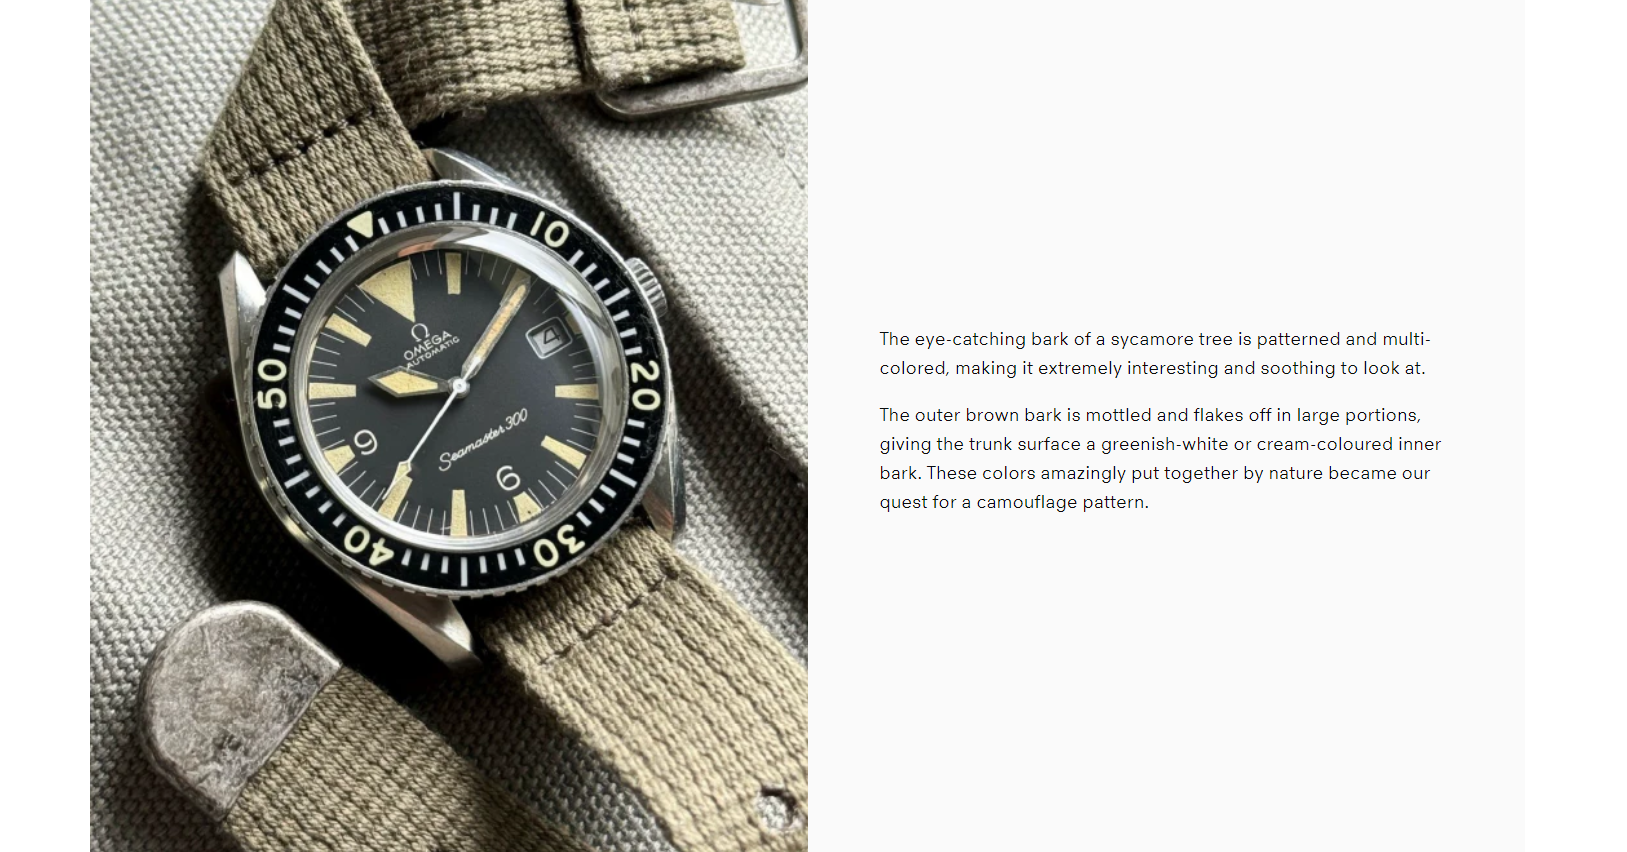 10
20
30
40
50
Ω
OMEGA
AUTOMATIC
4
Seamaster 300
9
6
The eye-catching bark of a sycamore tree is patterned and multi-
colored, making it extremely interesting and soothing to look at.
The outer brown bark is mottled and flakes off in large portions,
giving the trunk surface a greenish-white or cream-coloured inner
bark. These colors amazingly put together by nature became our
quest for a camouflage pattern.